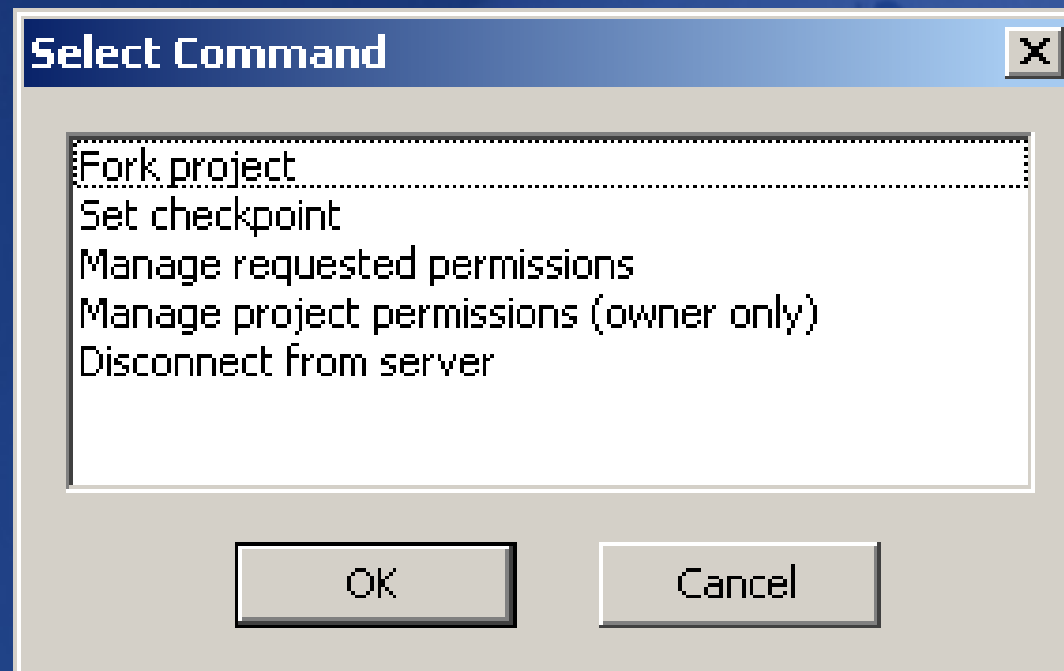 Select Command
Fork project
Set checkpoint
Manage requested permissions
Manage project permissions (owner only)
Disconnect from server
OK
Cancel